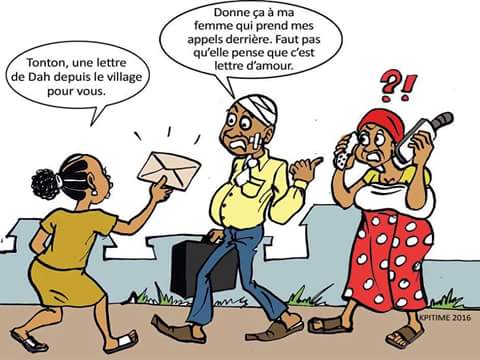 Donne ça à ma
femme qui prend mes
appels derrière. Faut pas
qu'elle pense que c'est
lettre d'amour.
Tonton, une lettre
de Dah depuis le village
pour vous.
?!
KPITIME 2016